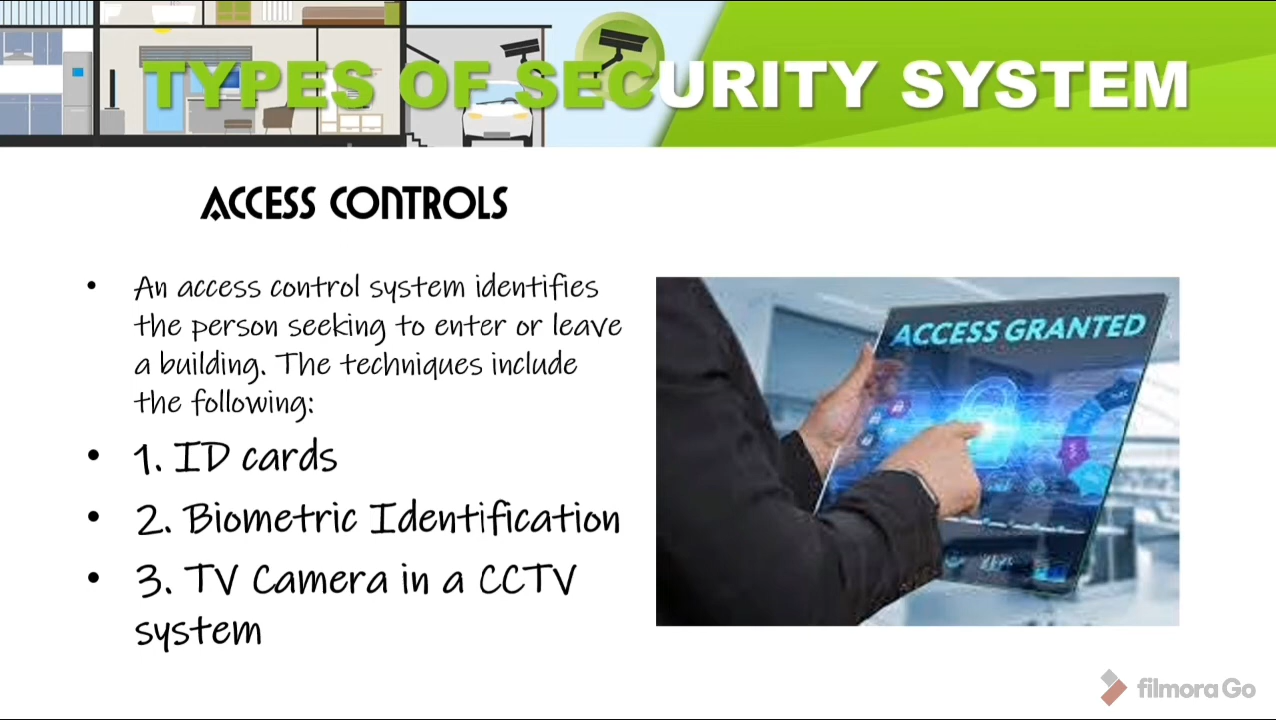 TYPES OF SECURITY SYSTEM
ACCESS CONTROLS
• An access control system identifies
the person seeking to enter or leave
a building. The techniques include
the following:
• 1. ID cards
• 2. Biometric Identification
• 3. TV Camera in a CCTV
system
ACCESS GRANTED
filmora Go